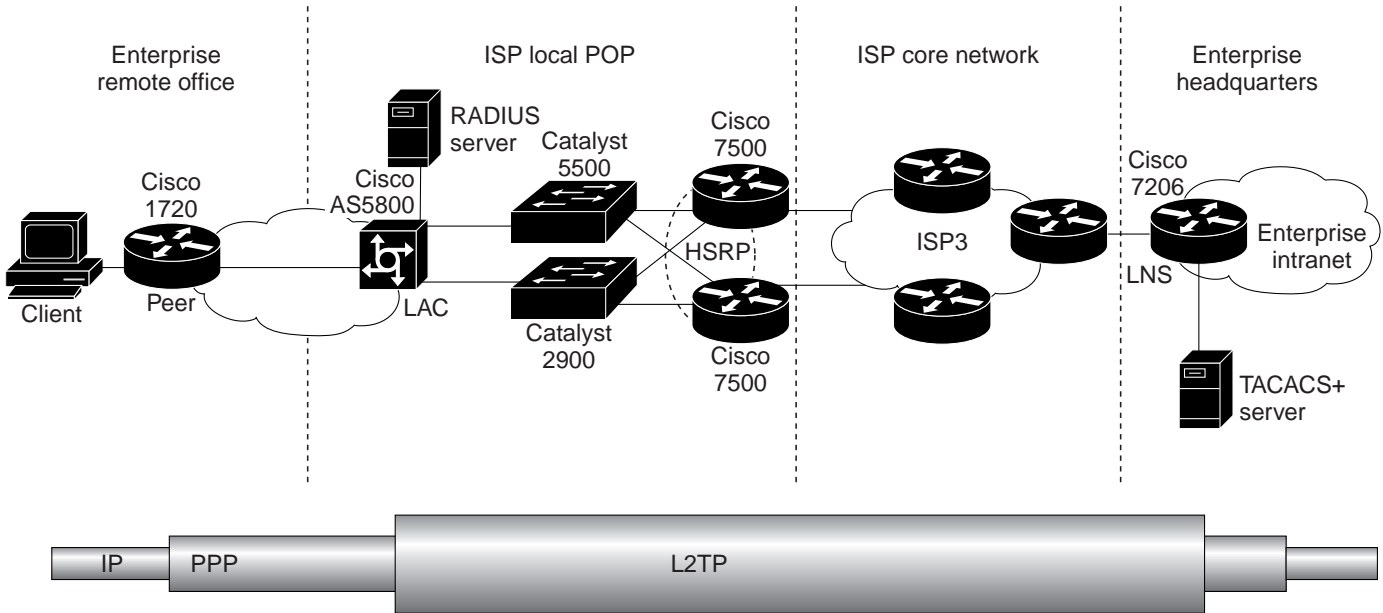 Enterprise
remote office
ISP local POP
ISP core network
Enterprise
headquarters
RADIUS
server
Catalyst
5500
Cisco
7500
Cisco
7206
Cisco
1720
Cisco
AS5800
HSRP
ISP3
Enterprise
intranet
Client
Peer
LAC
LNS
Catalyst
2900
Cisco
7500
TACACS+
server
IP
PPP
L2TP